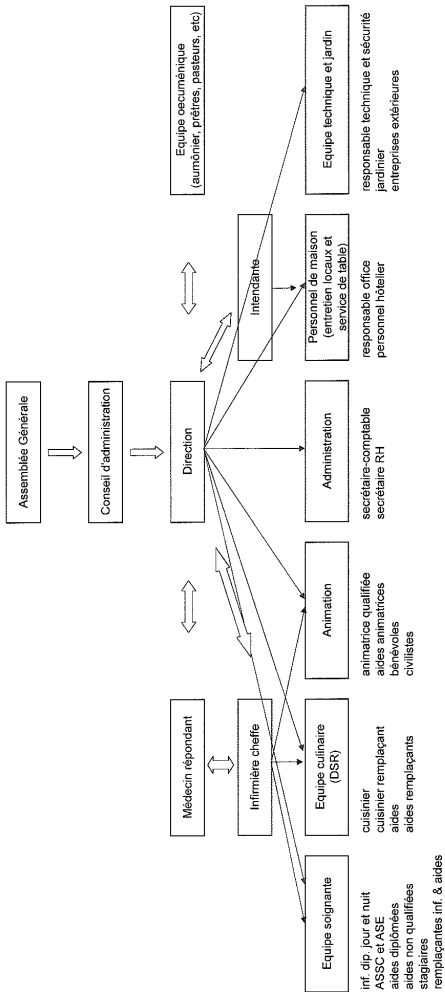 Assemblée Générale
Conseil d'administration
Médecin répondant
Direction
Equipe oecuménique
(aumônier, prêtres, pasteurs, etc)
Infirmière cheffe
Intendante
Equipe soignante
inf. dip. jour et nuit
ASSC et ASE
aides diplômées
aides non qualifiées
stagiaires
remplaçantes inf. & aides
Equipe culinaire
(DSR)
cuisinier
cuisinier remplaçant
aides
aides remplaçants
Animation
animatrice qualifiée
aides animatrices
bénévoles
civilistes
Administration
secrétaire-comptable
secrétaire RH
Personnel de maison
(entretien locaux et
service de table)
responsable office
personnel hôtelier
Equipe technique et jardin
responsable technique et sécurité
jardinier
entreprises extérieures